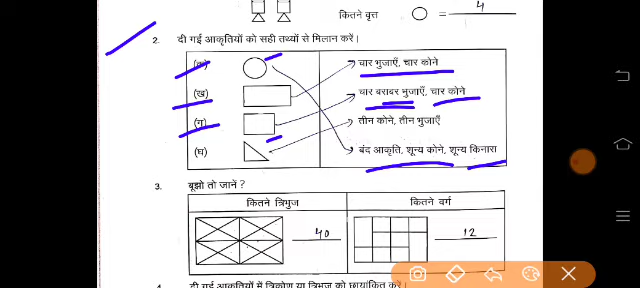 कितने वृत्त = 4
2. दी गई आकृतियों को सही तथ्यों से मिलान करें।
(क) चार भुजाएँ, चार कोने
(ख) चार बराबर भुजाएँ, चार कोने
(ग) तीन कोने, तीन भुजाएँ
(घ) बंद आकृति, शून्य कोने, शून्य किनारा
3. बूझो तो जानें ?
कितने त्रिभुज कितने वर्ग
40 12
4. दी गई आकृतियों में त्रिकोण या त्रिभुज को छायांकित करें।